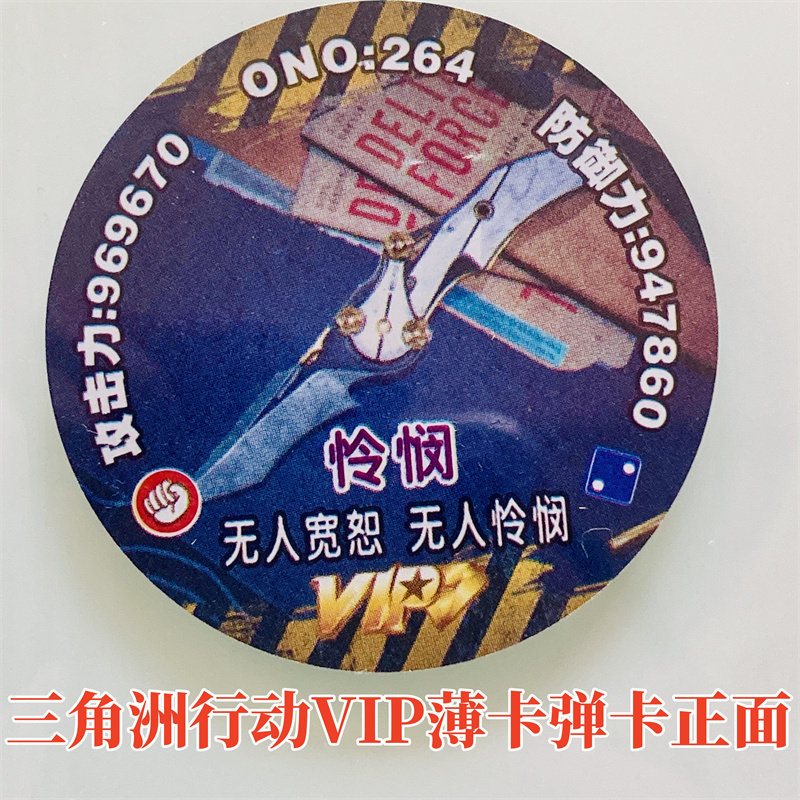 ONO:264
攻击力:969670
防御力:947860
DELTA
FORCE
怜悯
无人宽恕 无人怜悯
VIP3
三角洲行动VIP薄卡弹卡正面